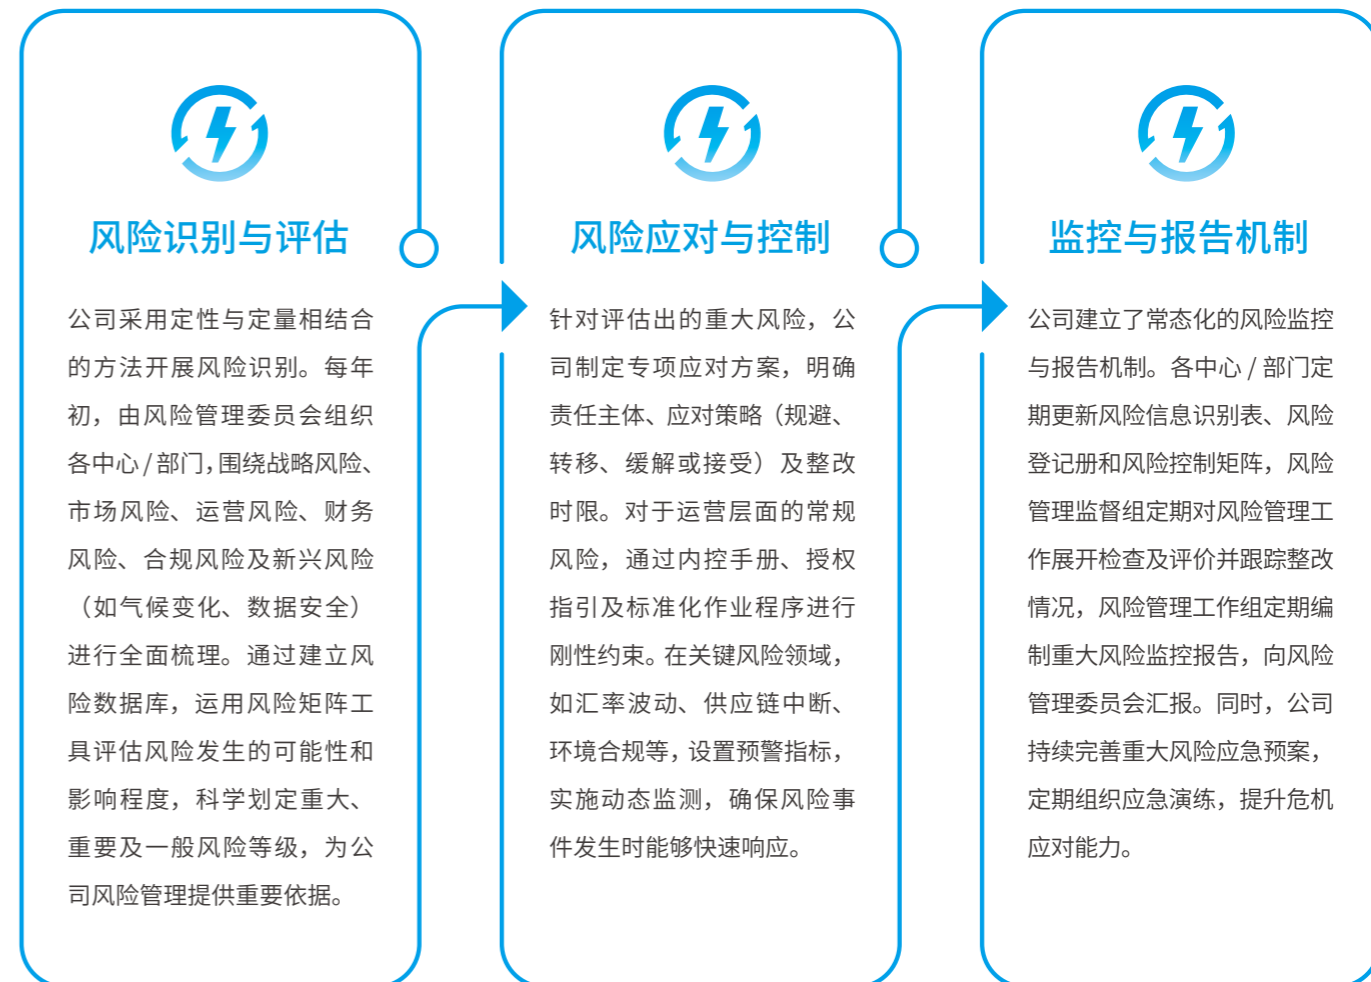 风险识别与评估
公司采用定性与定量相结合
的方法开展风险识别。每年
初，由风险管理委员会组织
各中心 / 部门，围绕战略风险、
市场风险、运营风险、财务
风险、合规风险及新兴风险
（如气候变化、数据安全）
进行全面梳理。通过建立风
险数据库，运用风险矩阵工
具评估风险发生的可能性和
影响程度，科学划定重大、
重要及一般风险等级，为公
司风险管理提供重要依据。
风险应对与控制
针对评估出的重大风险，公
司制定专项应对方案，明确
责任主体、应对策略（规避、
转移、缓解或接受）及整改
时限。对于运营层面的常规
风险，通过内控手册、授权
指引及标准化作业程序进行
刚性约束。在关键风险领域，
如汇率波动、供应链中断、
环境合规等，设置预警指标，
实施动态监测，确保风险事
件发生时能够快速响应。
监控与报告机制
公司建立了常态化的风险监控
与报告机制。各中心 / 部门定
期更新风险信息识别表、风险
登记册和风险控制矩阵，风险
管理监督组定期对风险管理工
作展开检查及评价并跟踪整改
情况，风险管理工作组定期编
制重大风险监控报告，向风险
管理委员会汇报。同时，公司
持续完善重大风险应急预案，
定期组织应急演练，提升危机
应对能力。